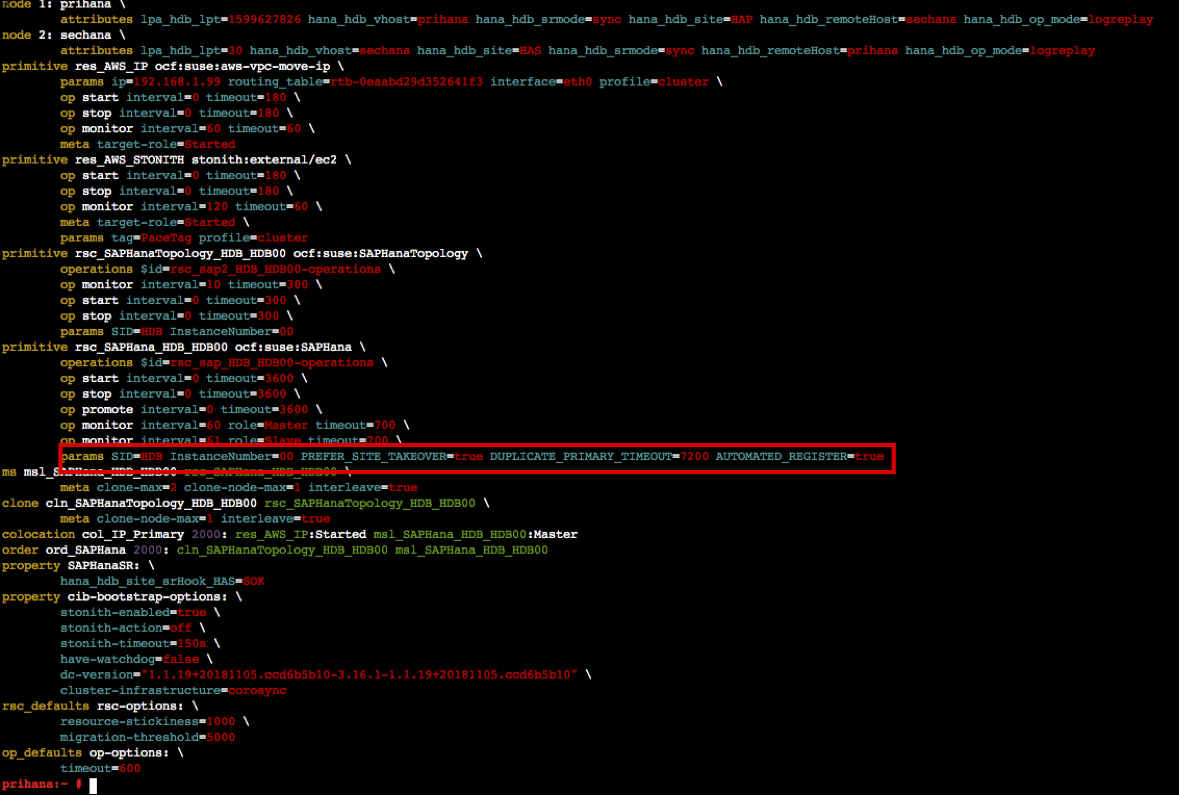 node 1: prihana \
attributes lpa_hdb_lpt=1599627826 hana_hdb_vhost=prihana hana_hdb_srmode=sync hana_hdb_site=HAP hana_hdb_remoteHost=sechana hana_hdb_op_mode=logreplay
node 2: sechana \
attributes lpa_hdb_lpt=30 hana_hdb_vhost=sechana hana_hdb_site=HAS hana_hdb_srmode=sync hana_hdb_remoteHost=prihana hana_hdb_op_mode=logreplay
primitive res_AWS_IP ocf:suse:aws-vpc-move-ip \
params ip=192.168.1.99 routing_table=rtb-0eaabd29d352641f3 interface=eth0 profile=cluster \
op start interval=0 timeout=180 \
op stop interval=0 timeout=180 \
op monitor interval=60 timeout=60 \
meta target-role=Started
primitive res_AWS_STONITH stonith:external/ec2 \
op start interval=0 timeout=180 \
op stop interval=0 timeout=180 \
op monitor interval=120 timeout=60 \
meta target-role=Started \
params tag=PaceTag profile=cluster
primitive rsc_SAPHanaTopology_HDB_HDB00 ocf:suse:SAPHanaTopology \
operations $id=rsc_sap2_HDB_HDB00-operations \
op monitor interval=10 timeout=300 \
op start interval=0 timeout=300 \
op stop interval=0 timeout=300 \
params SID=HDB InstanceNumber=00
primitive rsc_SAPHana_HDB_HDB00 ocf:suse:SAPHana \
operations $id=rsc_sap_HDB_HDB00-operations \
op start interval=0 timeout=3600 \
op stop interval=0 timeout=3600 \
op promote interval=0 timeout=3600 \
op monitor interval=60 role=Master timeout=700 \
op monitor interval=61 role=Slave timeout=700 \
params SID=HDB InstanceNumber=00 PREFER_SITE_TAKEOVER=true DUPLICATE_PRIMARY_TIMEOUT=7200 AUTOMATED_REGISTER=true
ms msl_SAPHana_HDB_HDB00 rsc_SAPHana_HDB_HDB00 \
meta clone-max=2 clone-node-max=1 interleave=true
clone cln_SAPHanaTopology_HDB_HDB00 rsc_SAPHanaTopology_HDB_HDB00 \
meta clone-node-max=1 interleave=true
colocation col_IP_Primary 2000: res_AWS_IP:Started msl_SAPHana_HDB_HDB00:Master
order ord_SAPHana 2000: cln_SAPHanaTopology_HDB_HDB00 msl_SAPHana_HDB_HDB00
property SAPHanaSR: \
hana_hdb_site_srHook_HAS=SOK
property cib-bootstrap-options: \
stonith-enabled=true \
stonith-action=off \
stonith-timeout=150s \
have-watchdog=false \
dc-version="1.1.19+20181105.ccd6b5b10-3.16.1-1.1.19+20181105.ccd6b5b10" \
cluster-infrastructure=corosync
rsc_defaults rsc-options: \
resource-stickiness=1000 \
migration-threshold=5000
op_defaults op-options: \
timeout=600
prihana:~ #